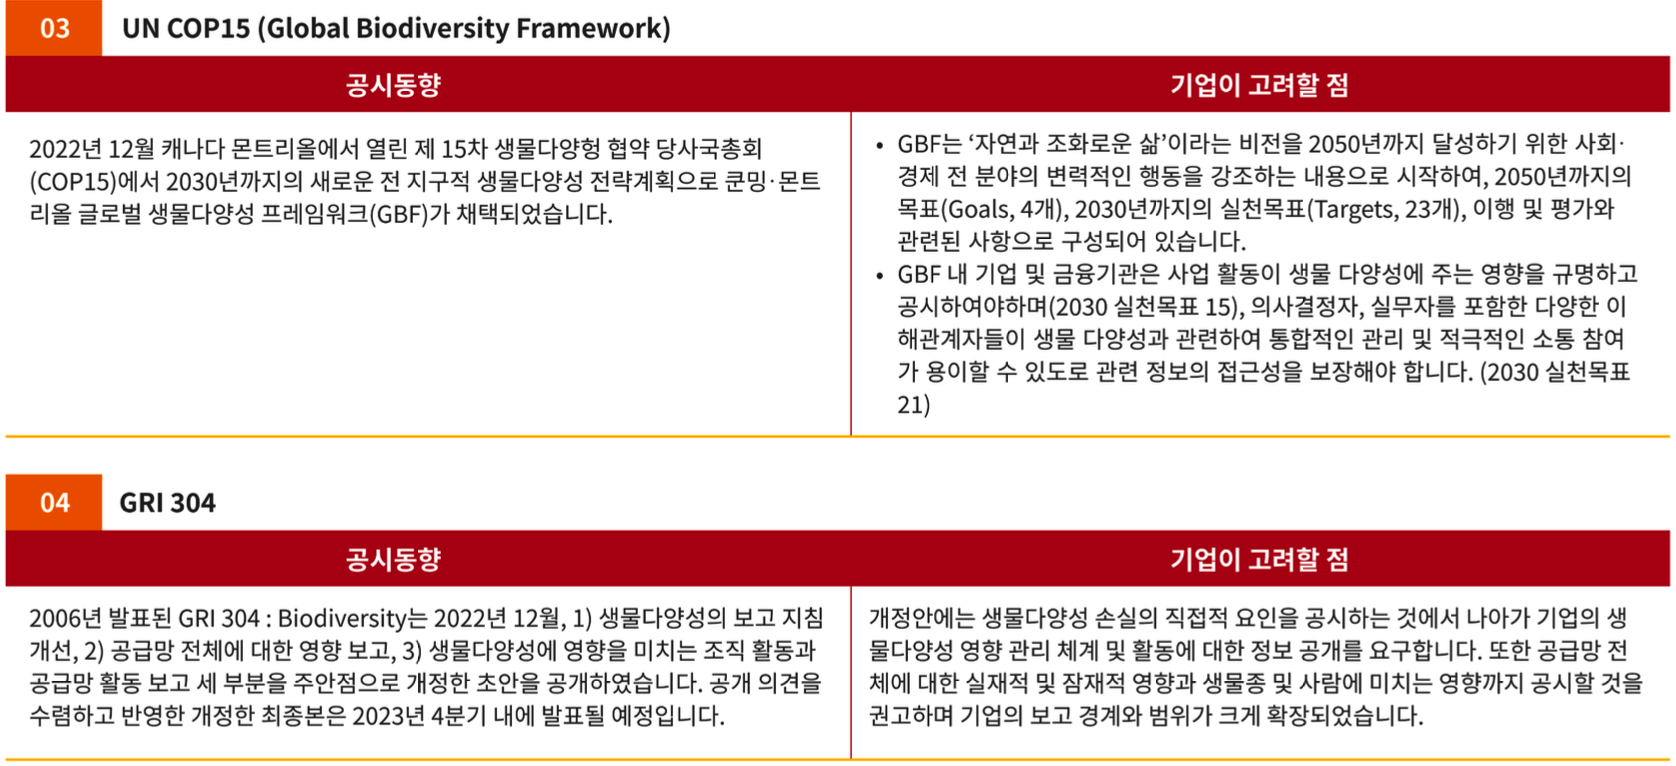 03 UN COP15 (Global Biodiversity Framework)
공시동향 기업이 고려할 점
2022년 12월 캐나다 몬트리올에서 열린 제 15차 생물다양헝 협약 당사국총회
(COP15)에서 2030년까지의 새로운 전 지구적 생물다양성 전략계획으로 쿤밍·몬트
리올 글로벌 생물다양성 프레임워크(GBF)가 채택되었습니다.
• GBF는 ‘자연과 조화로운 삶’이라는 비전을 2050년까지 달성하기 위한 사회·
경제 전 분야의 변력적인 행동을 강조하는 내용으로 시작하여, 2050년까지의
목표(Goals, 4개), 2030년까지의 실천목표(Targets, 23개), 이행 및 평가와
관련된 사항으로 구성되어 있습니다.
• GBF 내 기업 및 금융기관은 사업 활동이 생물 다양성에 주는 영향을 규명하고
공시하여야하며(2030 실천목표 15), 의사결정자, 실무자를 포함한 다양한 이
해관계자들이 생물 다양성과 관련하여 통합적인 관리 및 적극적인 소통 참여
가 용이할 수 있도로 관련 정보의 접근성을 보장해야 합니다. (2030 실천목표
21)
04 GRI 304
공시동향 기업이 고려할 점
2006년 발표된 GRI 304 : Biodiversity는 2022년 12월, 1) 생물다양성의 보고 지침
개선, 2) 공급망 전체에 대한 영향 보고, 3) 생물다양성에 영향을 미치는 조직 활동과
공급망 활동 보고 세 부분을 주안점으로 개정한 초안을 공개하였습니다. 공개 의견을
수렴하고 반영한 개정한 최종본은 2023년 4분기 내에 발표될 예정입니다.
개정안에는 생물다양성 손실의 직접적 요인을 공시하는 것에서 나아가 기업의 생
물다양성 영향 관리 체계 및 활동에 대한 정보 공개를 요구합니다. 또한 공급망 전
체에 대한 실재적 및 잠재적 영향과 생물종 및 사람에 미치는 영향까지 공시할 것을
권고하며 기업의 보고 경계와 범위가 크게 확장되었습니다.